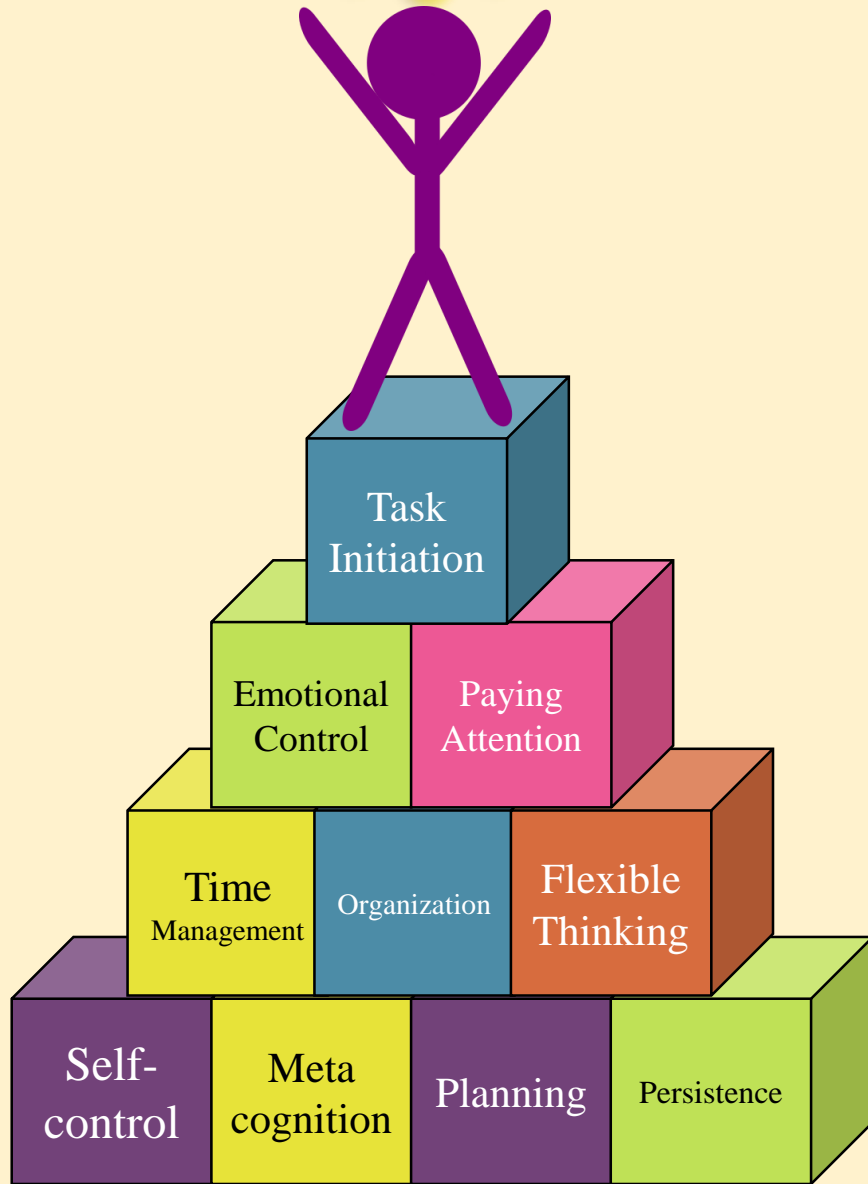 Task
Initiation
Emotional
Control
Paying
Attention
Time
Management
Organization
Flexible
Thinking
Self-
control
Meta
cognition
Planning
Persistence